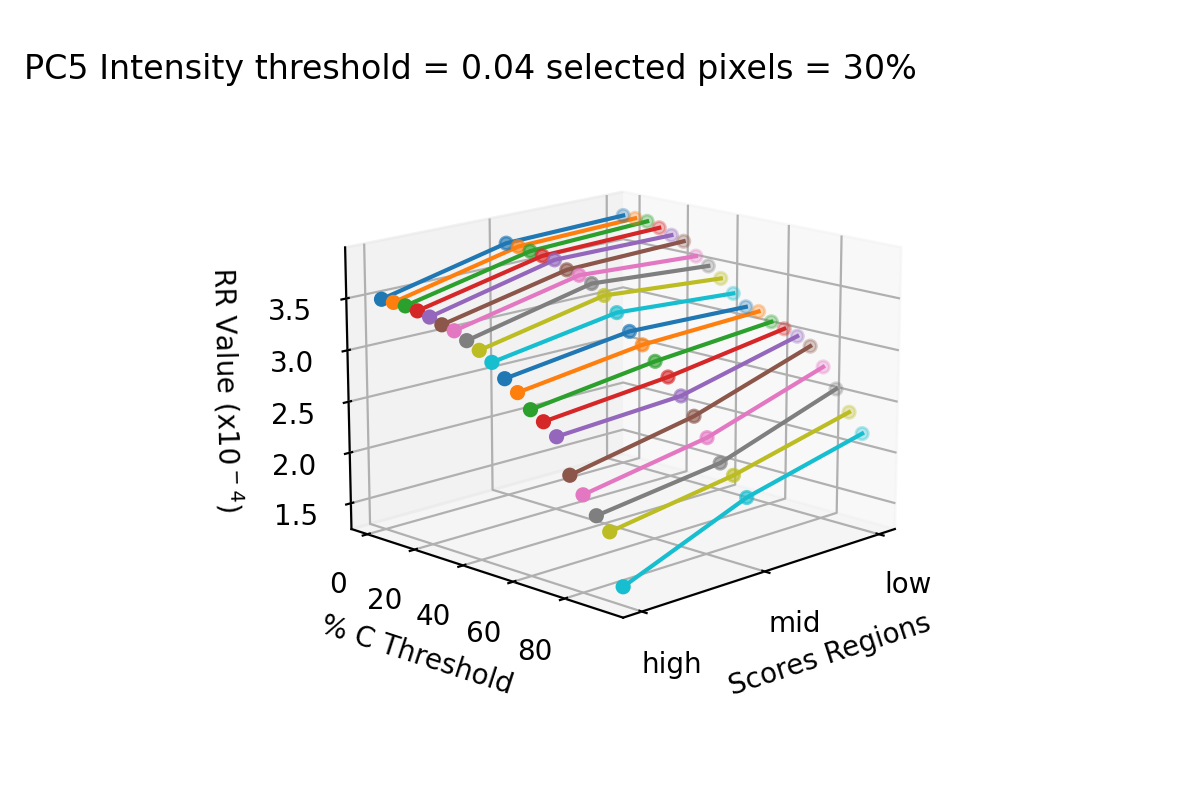 PC5 Intensity threshold = 0.04 selected pixels = 30%
RR Value (x10⁻⁴)
3.5
3.0
2.5
2.0
1.5
0
20
40
60
80
% C Threshold
high
mid
low
Scores Regions